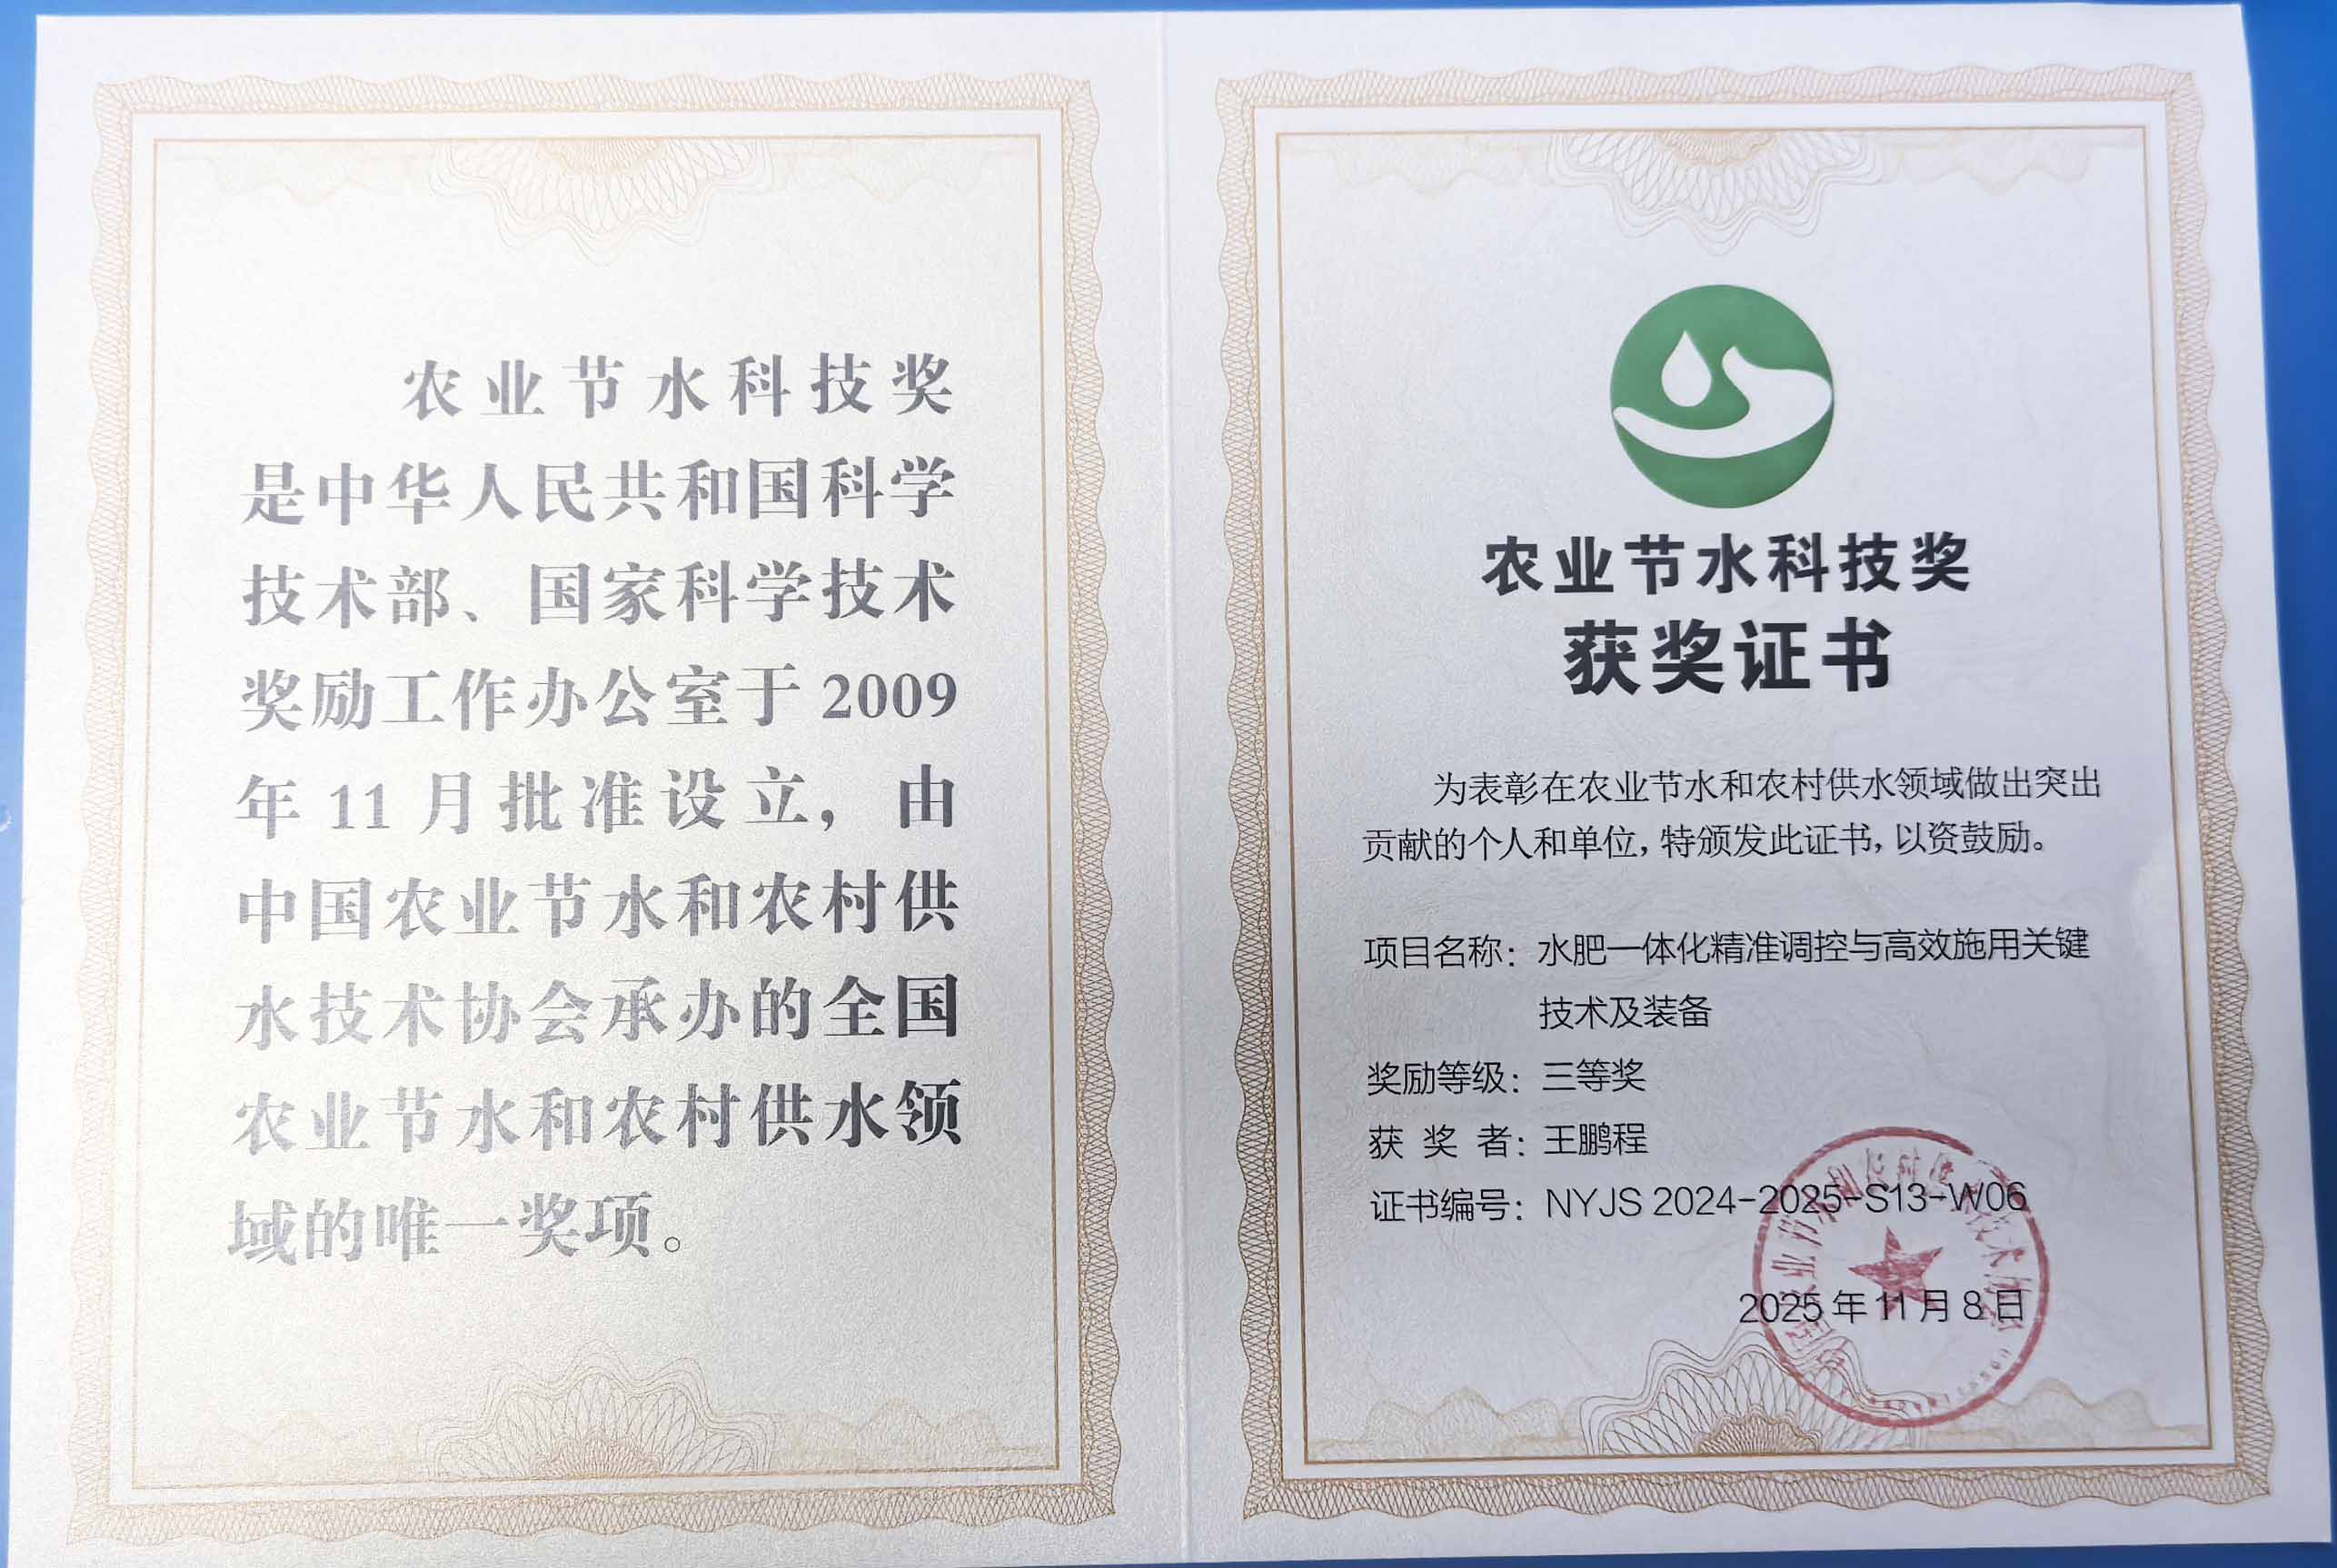 农业节水科技奖
是中华人民共和国科学
技术部、国家科学技术
奖励工作办公室于2009
年11月批准设立，由
中国农业节水和农村供
水技术协会承办的全国
农业节水和农村供水领
域的唯一奖项。
农业节水科技奖
获奖证书
为表彰在农业节水和农村供水领域做出突出
贡献的个人和单位，特颁发此证书，以资鼓励。
项目名称：水肥一体化精准调控与高效施用关键
技术及装备
奖励等级：三等奖
获奖者：王鹏程
证书编号：NYJS 2024-2025-S13-W06
2025年11月8日